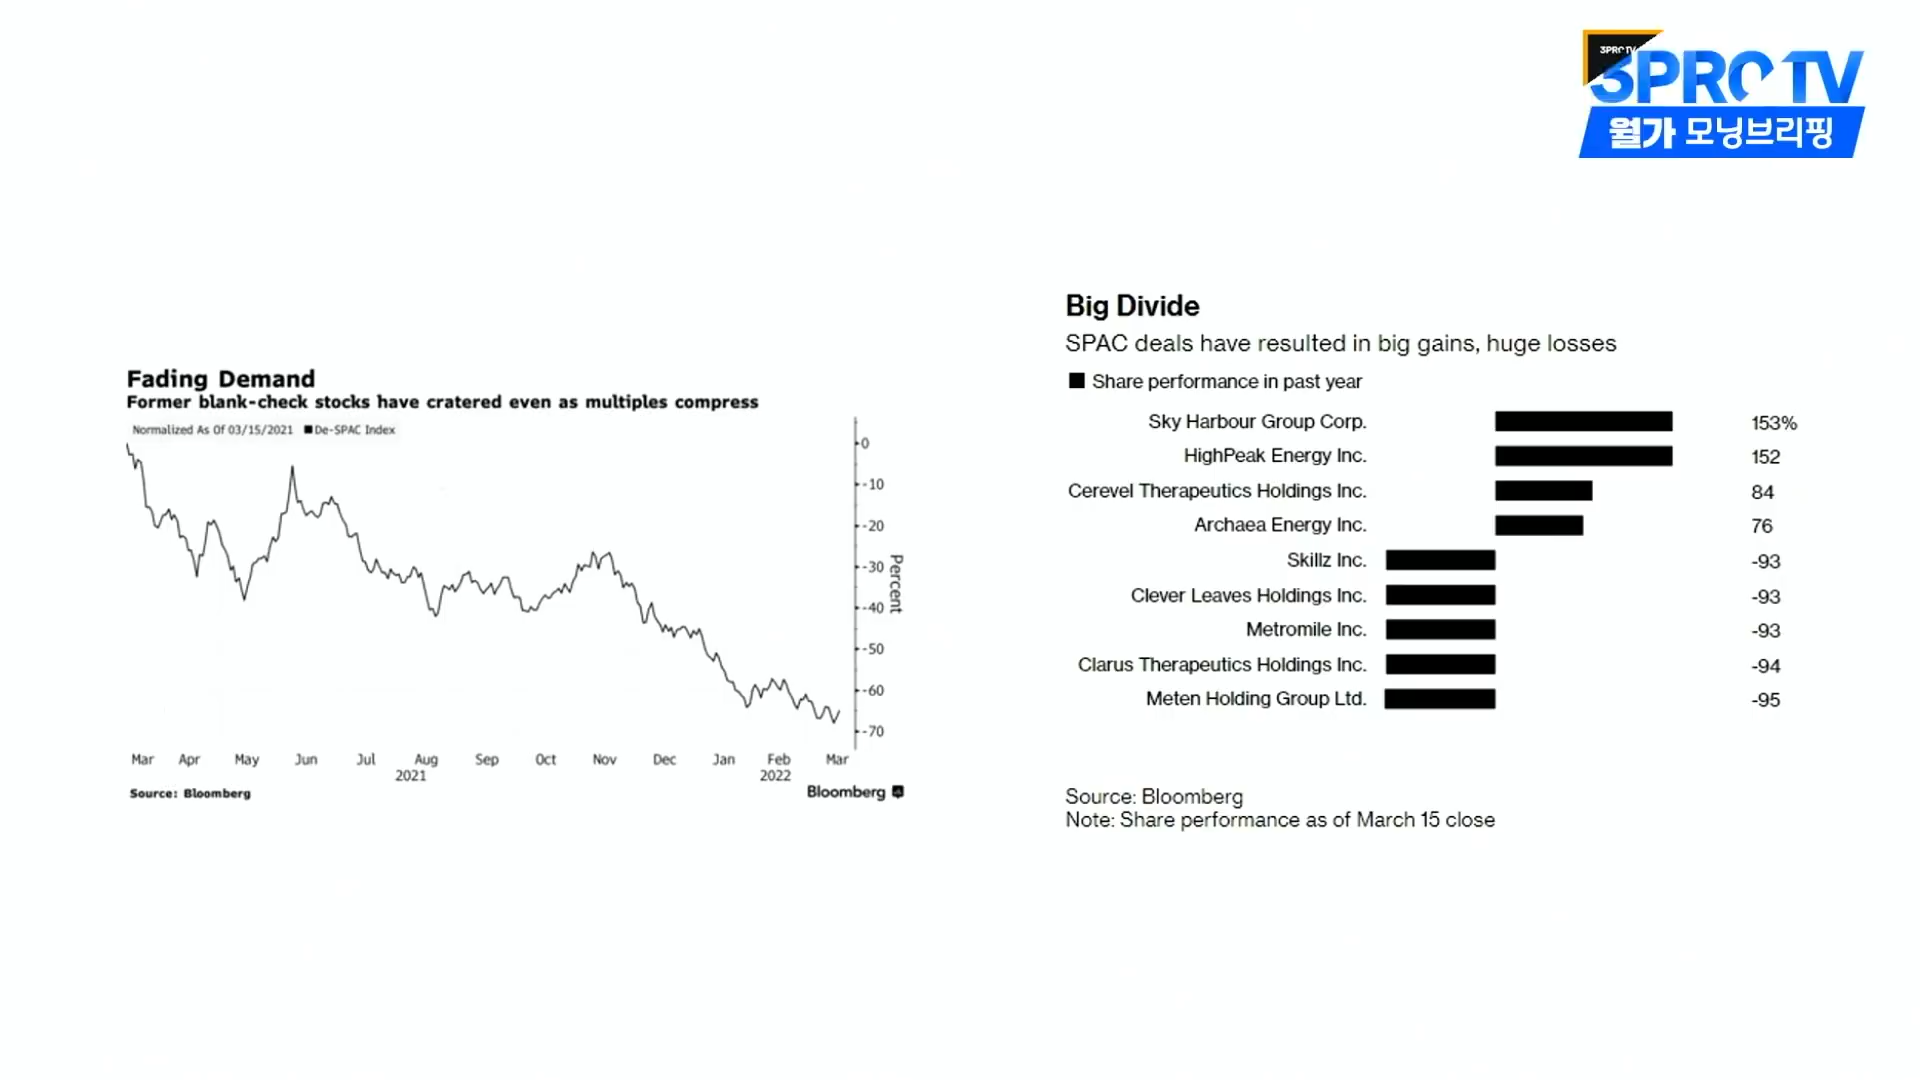 3PRO TV
3PRO TV
월가 모닝브리핑
Fading Demand
Former blank-check stocks have cratered even as multiples compress
Normalized As Of 03/15/2021 De-SPAC Index
0
-10
-20
-30
-40
-50
-60
-70
Percent
Mar Apr May Jun Jul Aug Sep Oct Nov Dec Jan Feb Mar
2021 2022
Source: Bloomberg
Bloomberg
Big Divide
SPAC deals have resulted in big gains, huge losses
Share performance in past year
Sky Harbour Group Corp. 153%
HighPeak Energy Inc. 152
Cerevel Therapeutics Holdings Inc. 84
Archaea Energy Inc. 76
Skillz Inc. -93
Clever Leaves Holdings Inc. -93
Metromile Inc. -93
Clarus Therapeutics Holdings Inc. -94
Meten Holding Group Ltd. -95
Source: Bloomberg
Note: Share performance as of March 15 close